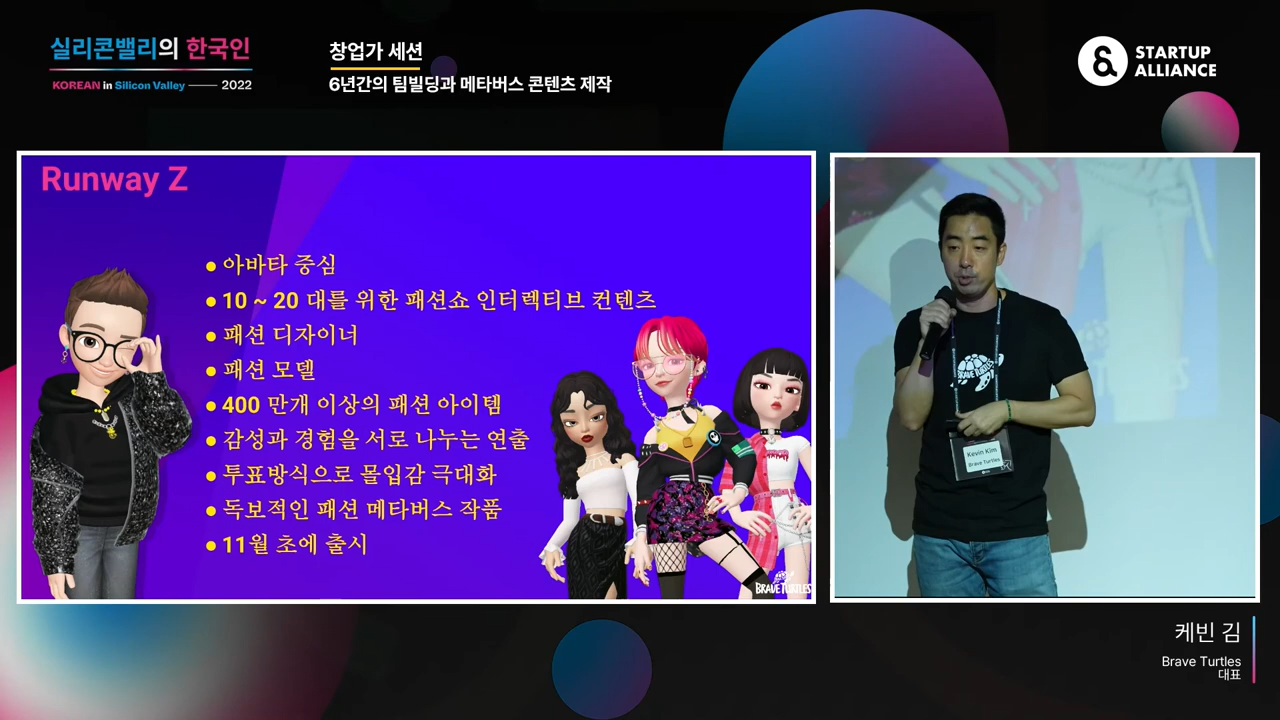 실리콘밸리의 한국인
KOREAN in Silicon Valley 2022
창업가 세션
6년간의 팀빌딩과 메타버스 콘텐츠 제작
STARTUP
ALLIANCE
Runway Z
아바타 중심
10 ~ 20 대를 위한 패션쇼 인터렉티브 컨텐츠
패션 디자이너
패션 모델
400 만개 이상의 패션 아이템
감성과 경험을 서로 나누는 연출
투표방식으로 몰입감 극대화
독보적인 패션 메타버스 작품
11월 초에 출시
BRAVE TURTLES
BRAVE TURTLES
Kevin Kim
Brave Turtles
케빈 김
Brave Turtles
대표